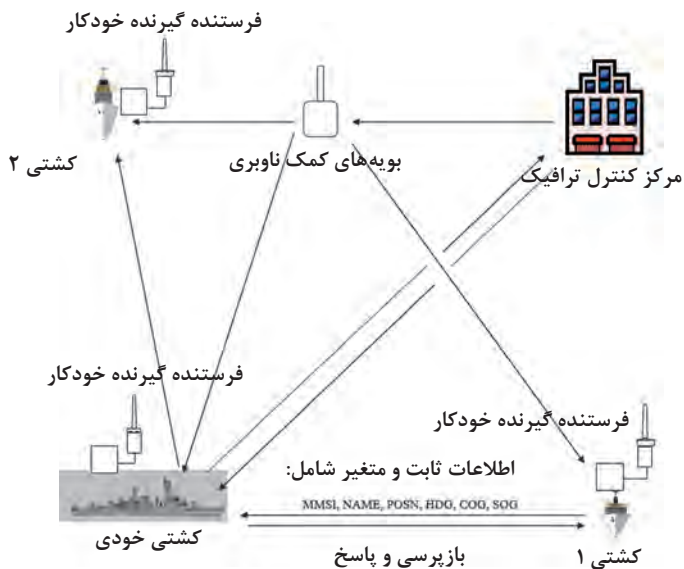 فرستنده گیرنده خودکار
کشتی ۲
بویه‌های کمک ناوبری
مرکز کنترل ترافیک
فرستنده گیرنده خودکار
فرستنده گیرنده خودکار
اطلاعات ثابت و متغیر شامل:
MMSI, NAME, POSN, HDG, COG, SOG
کشتی خودی
بازپرسی و پاسخ
کشتی ۱